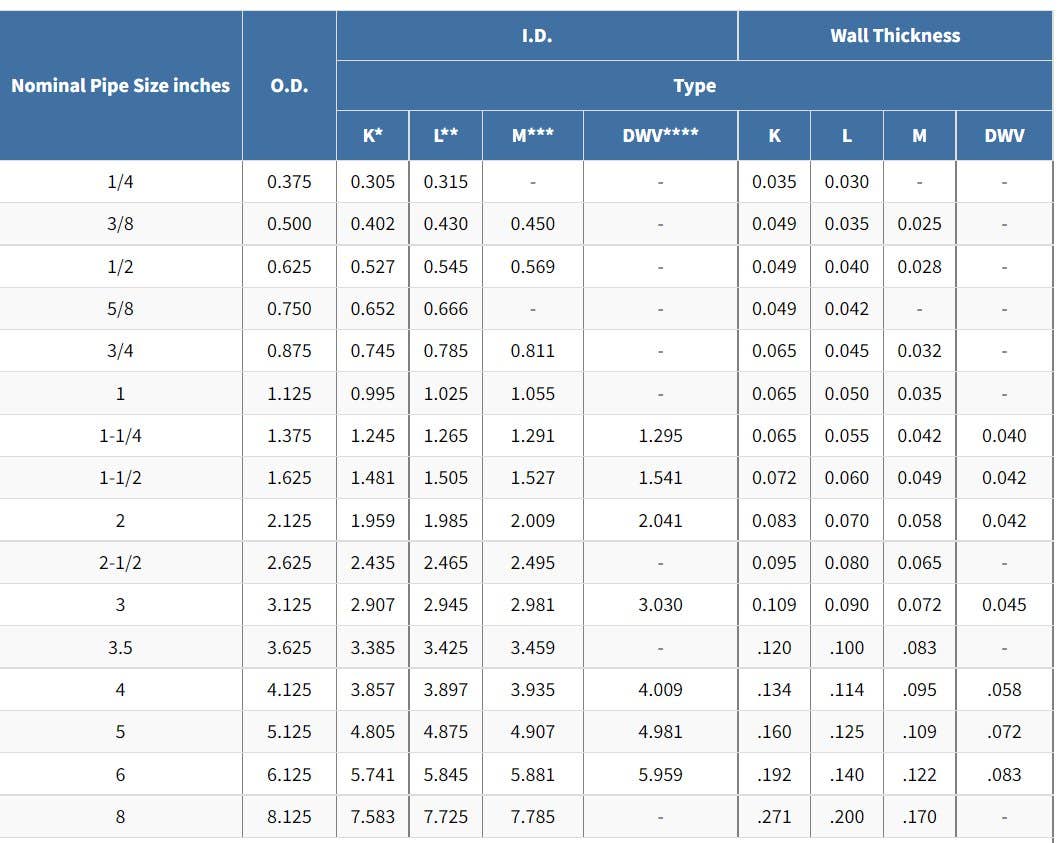 I.D. Wall Thickness
Nominal Pipe Size inches O.D. Type
K* L** M*** DWV**** K L M DWV
1/4 0.375 0.305 0.315 - - 0.035 0.030 - -
3/8 0.500 0.402 0.430 0.450 - 0.049 0.035 0.025 -
1/2 0.625 0.527 0.545 0.569 - 0.049 0.040 0.028 -
5/8 0.750 0.652 0.666 - - 0.049 0.042 - -
3/4 0.875 0.745 0.785 0.811 - 0.065 0.045 0.032 -
1 1.125 0.995 1.025 1.055 - 0.065 0.050 0.035 -
1-1/4 1.375 1.245 1.265 1.291 1.295 0.065 0.055 0.042 0.040
1-1/2 1.625 1.481 1.505 1.527 1.541 0.072 0.060 0.049 0.042
2 2.125 1.959 1.985 2.009 2.041 0.083 0.070 0.058 0.042
2-1/2 2.625 2.435 2.465 2.495 - 0.095 0.080 0.065 -
3 3.125 2.907 2.945 2.981 3.030 0.109 0.090 0.072 0.045
3.5 3.625 3.385 3.425 3.459 - .120 .100 .083 -
4 4.125 3.857 3.897 3.935 4.009 .134 .114 .095 .058
5 5.125 4.805 4.875 4.907 4.981 .160 .125 .109 .072
6 6.125 5.741 5.845 5.881 5.959 .192 .140 .122 .083
8 8.125 7.583 7.725 7.785 - .271 .200 .170 -